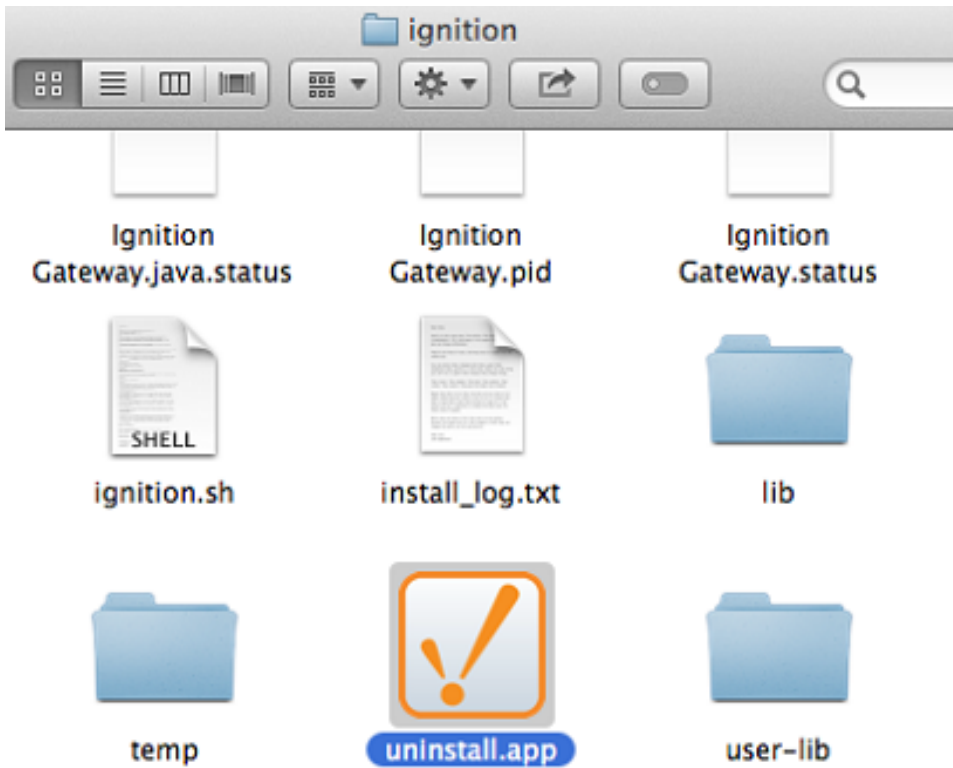 ignition
Ignition
Gateway.java.status
Ignition
Gateway.pid
Ignition
Gateway.status
SHELL
ignition.sh
install_log.txt
lib
temp
uninstall.app
user-lib